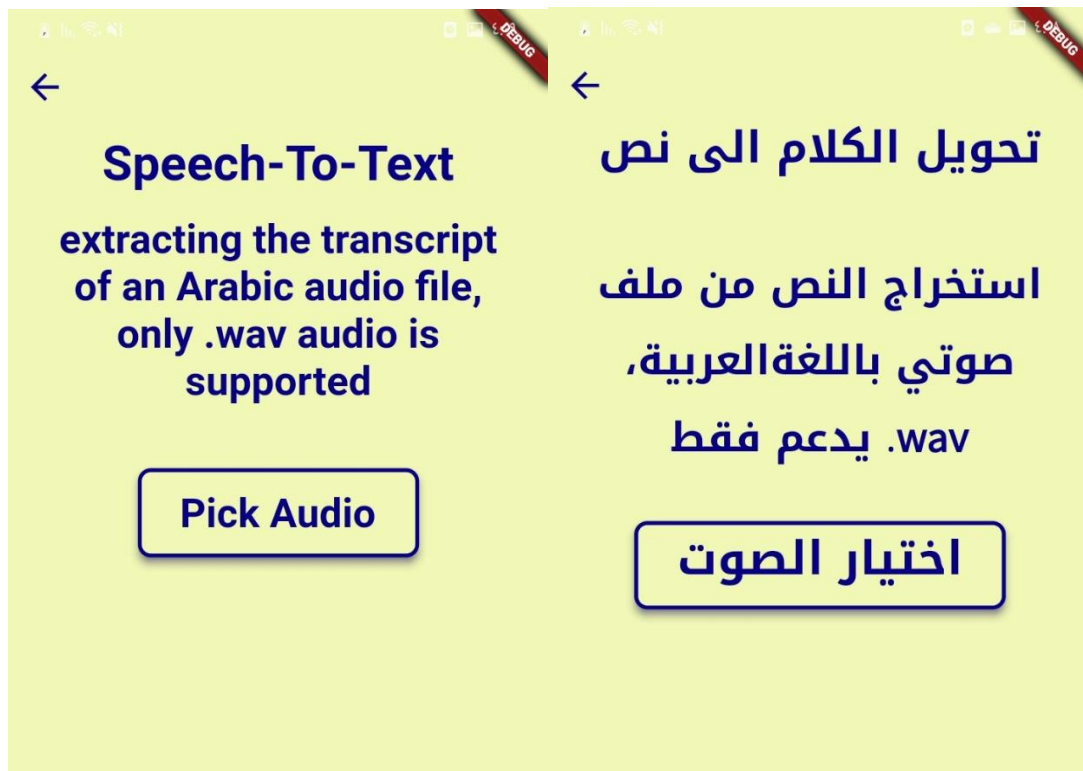 DEBUG
Speech-To-Text
extracting the transcript
of an Arabic audio file,
only .wav audio is
supported
Pick Audio
DEBUG
تحويل الكلام الى نص
استخراج النص من ملف
صوتي باللغةالعربية،
wav. يدعم فقط
اختيار الصوت